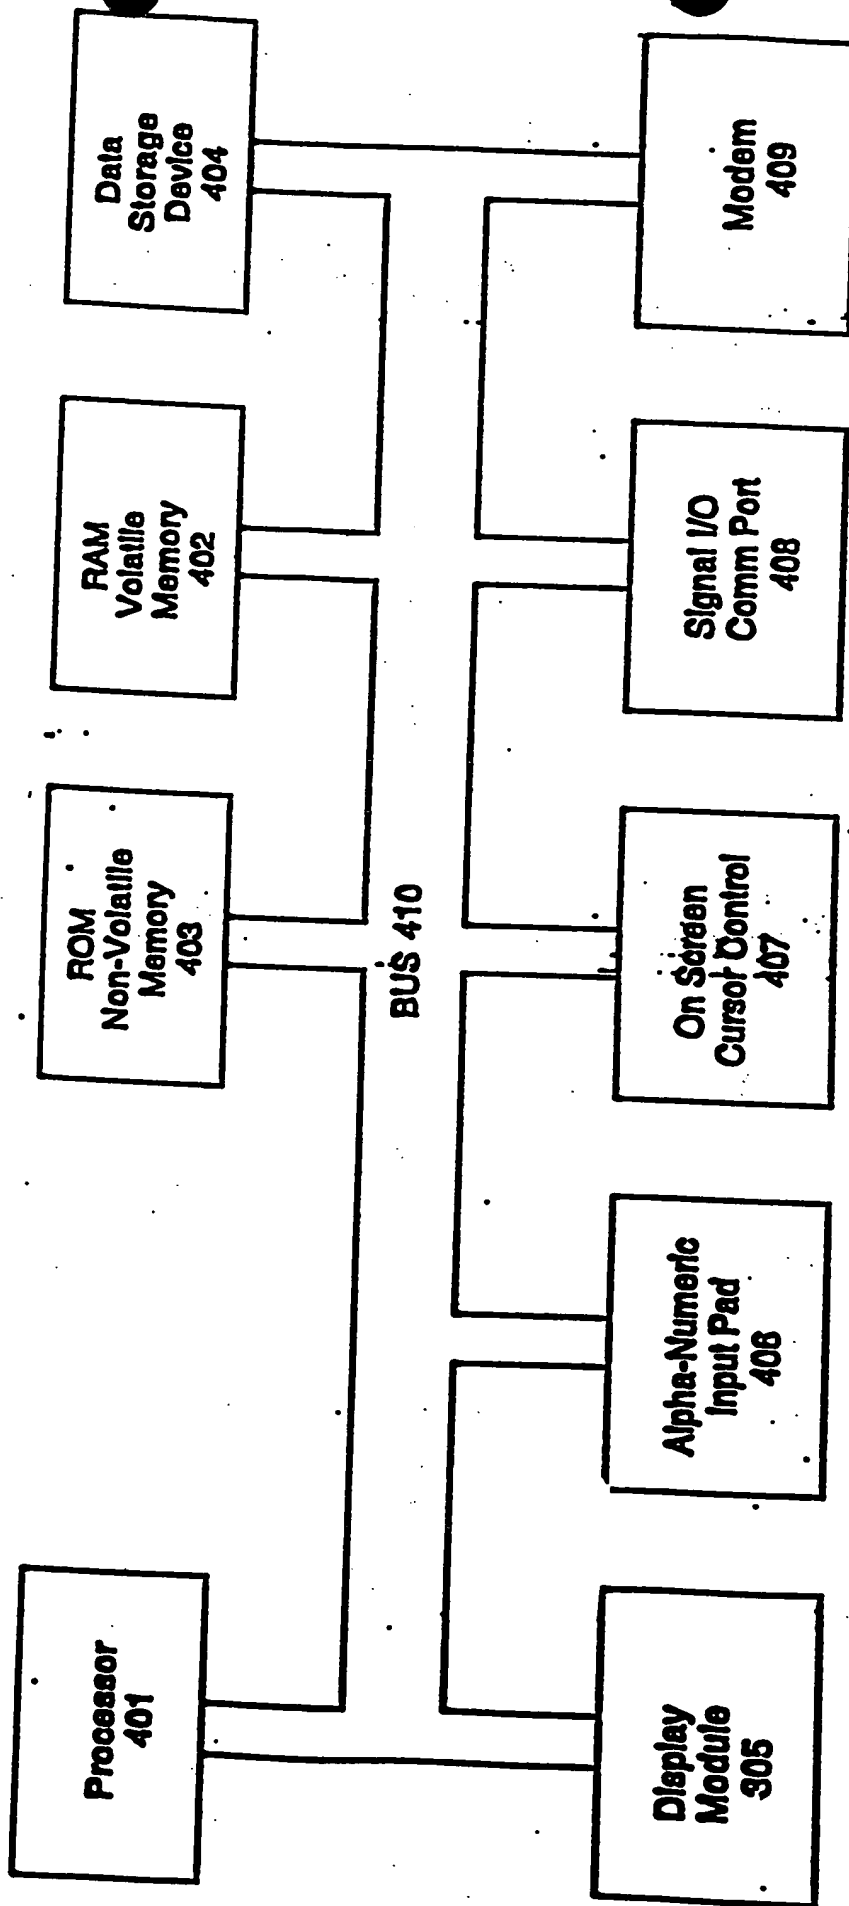 Processor
401
ROM
Non-Volatile
Memory
403
RAM
Volatile
Memory
402
Data
Storage
Device
404
BUS 410
Display
Module
305
Alpha-Numeric
Input Pad
406
On Screen
Cursor Control
407
Signal I/O
Comm Port
408
Modem
409